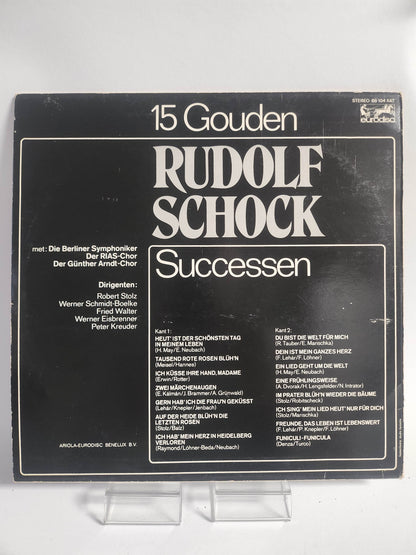 STEREO 88 104 XAT
eurodisc
15 Gouden
RUDOLF
SCHOCK
Successen
met: Die Berliner Symphoniker
Der RIAS-Chor
Der Günther Arndt-Chor
Dirigenten:
Robert Stolz
Werner Schmidt-Boelke
Fried Walter
Werner Eisbrenner
Peter Kreuder
ARIOLA-EURODISC BENELUX B.V.
Kant 1:
HEUT' IST DER SCHÖNSTEN TAG
IN MEINEM LEBEN
(H. May/E. Neubach)
TAUSEND ROTE ROSEN BLÜH'N
(Meisel/Hannes)
ICH KÜSSE IHRE HAND, MADAME
(Erwin/Rotter)
ZWEI MÄRCHENAUGEN
(E. Kálmán/J. Brammer/A. Grünwald)
GERN HAB' ICH DIE FRAU'N GEKÜSST
(Lehár/Knepler/Jenbach)
AUF DER HEIDE BLÜH'N DIE
LETZTEN ROSEN
(Stolz/Balz)
ICH HAB' MEIN HERZ IN HEIDELBERG
VERLOREN
(Raymond/Löhner-Beda/Neubach)
Kant 2:
DU BIST DIE WELT FÜR MICH
(R. Tauber/E. Marischka)
DEIN IST MEIN GANZES HERZ
(F. Lehár/F. Löhner)
EIN LIED GEHT UM DIE WELT
(H. May/E. Neubach)
EINE FRÜHLINGSWEISE
(A. Dvorak/H. Lengsfelder/N. Intrator)
IM PRATER BLÜH'N WIEDER DIE BÄUME
(Stolz/Robitscheck)
ICH SING' MEIN LIED HEUT' NUR FÜR DICH
(Stolz/Marischka)
FREUNDE, DAS LEBEN IST LEBENSWERT
(F. Lehár/P. Knepler/F. Löhner)
FUNICULI-FUNICULA
(Denza/Turco)